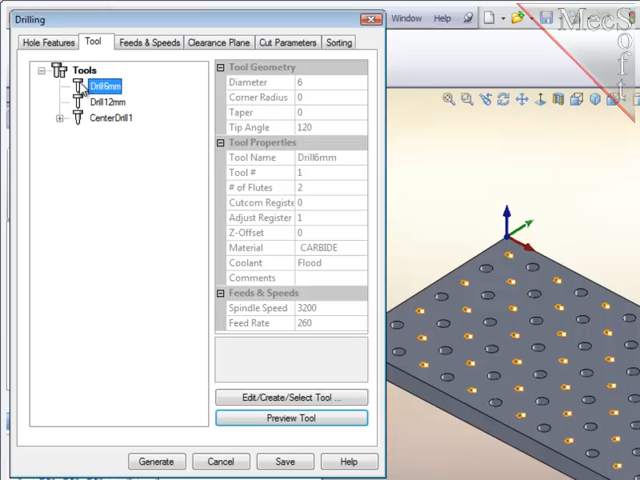 Drilling
Window
MecSoft
Hole Features
Tool
Feeds & Speeds
Clearance Plane
Cut Parameters
Sorting
Tools
Drill6mm
Drill12mm
CenterDrill1
Tool Geometry
Diameter 6
Corner Radius 0
Taper 0
Tip Angle 120
Tool Properties
Tool Name Drill6mm
Tool # 1
# of Flutes 2
Cutcom Registe 0
Adjust Register 1
Z-Offset 0
Material CARBIDE
Coolant Flood
Comments
Feeds & Speeds
Spindle Speed 3200
Feed Rate 260
Edit/Create/Select Tool ...
Preview Tool
Generate
Cancel
Save
Help